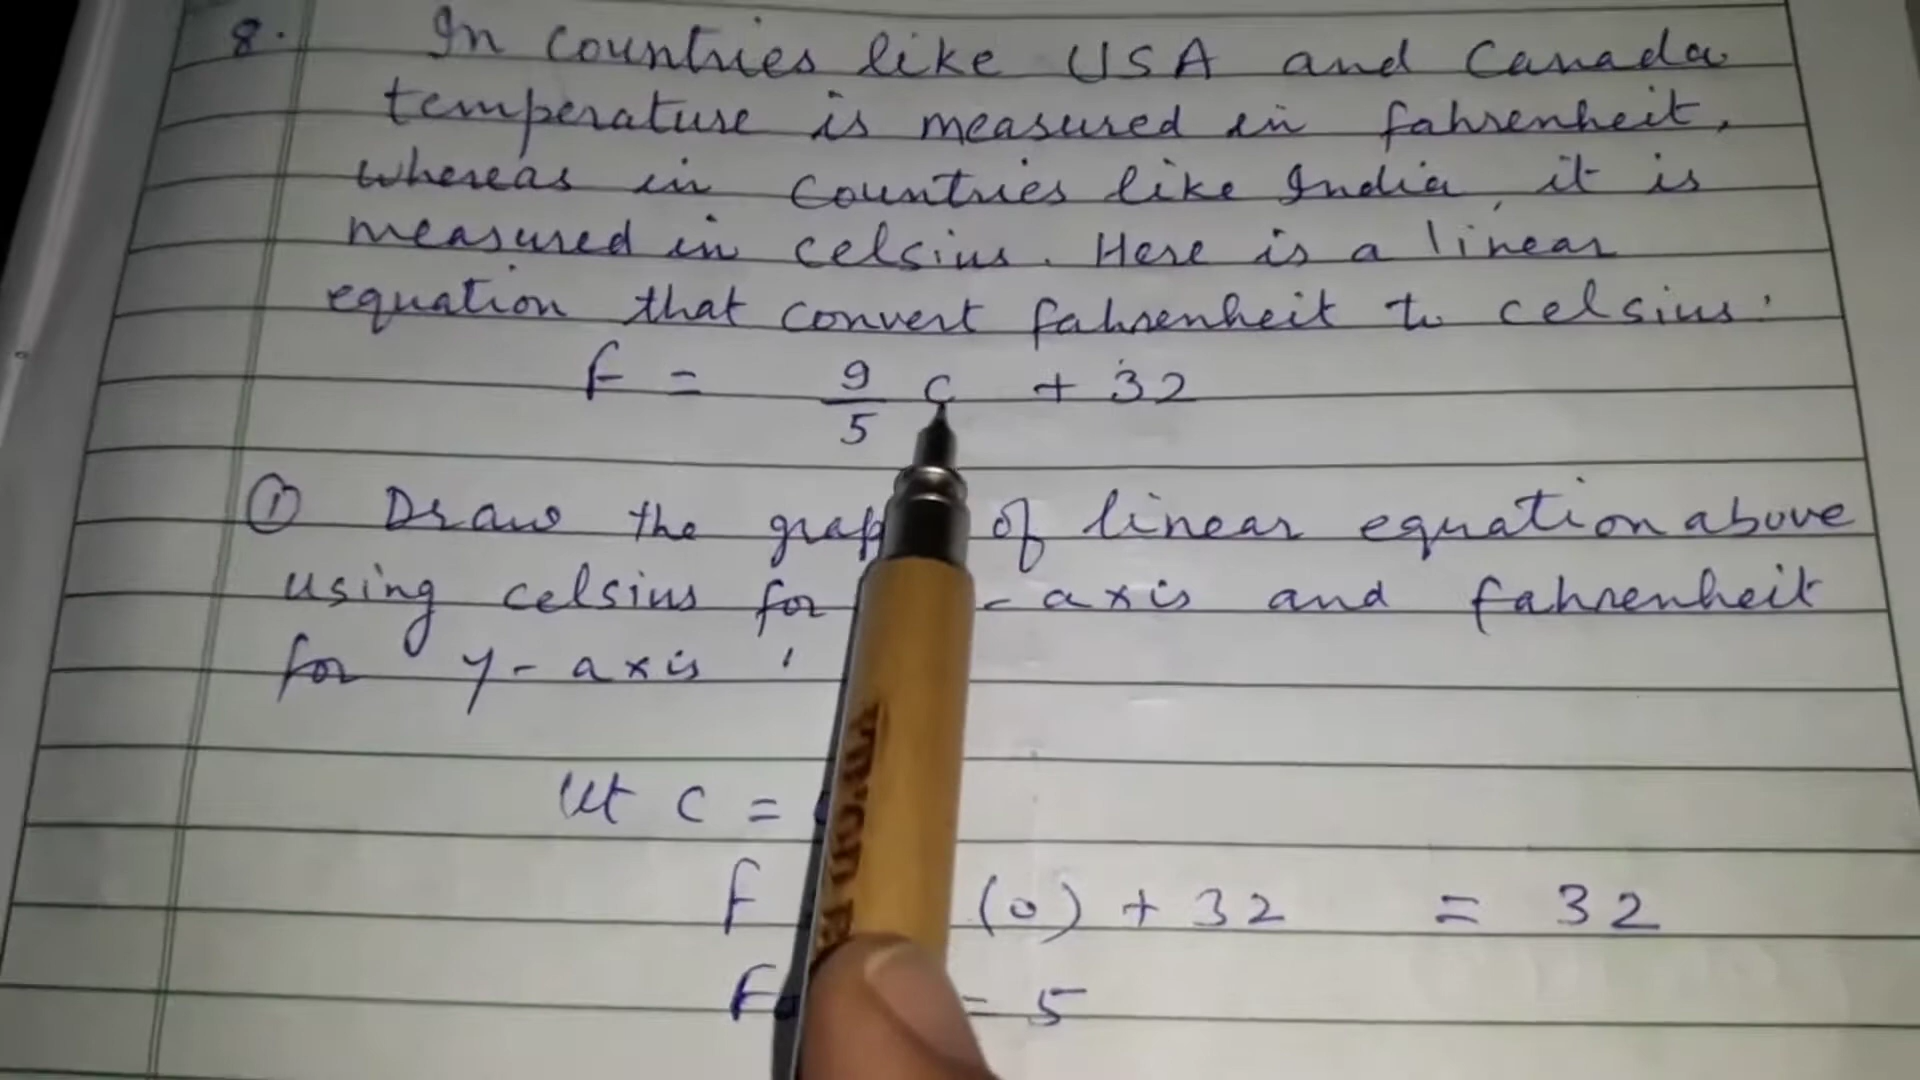 8. In countries like USA and Canada
temperature is measured in fahrenheit,
whereas in countries like India, it is
measured in celsius. Here is a linear
equation that convert fahrenheit to celsius:
F = 9/5 C + 32
① Draw the grap of linear equation above
using celsius for - axis and fahrenheit
for y-axis
let C =
F (0) + 32 = 32
= 5